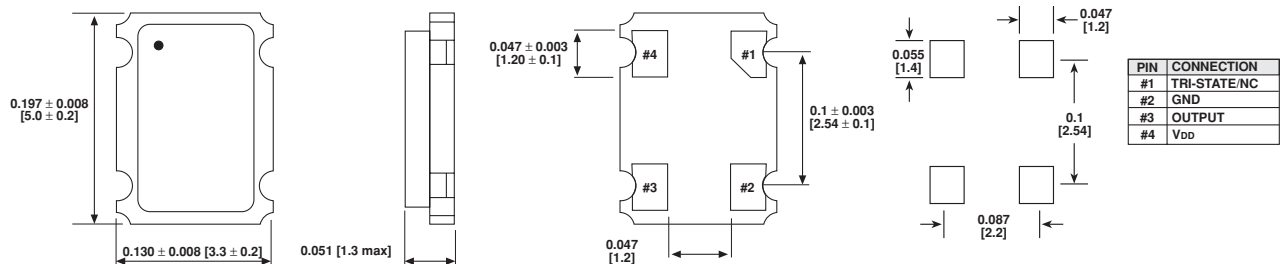 0.197 ± 0.008
[5.0 ± 0.2]
0.130 ± 0.008 [3.3 ± 0.2]
0.051 [1.3 max]
0.047 ± 0.003
[1.20 ± 0.1]
#4
#1
#3
#2
0.1 ± 0.003
[2.54 ± 0.1]
0.047
[1.2]
0.047
[1.2]
0.055
[1.4]
0.1
[2.54]
0.087
[2.2]
PIN CONNECTION
#1 TRI-STATE/NC
#2 GND
#3 OUTPUT
#4 VDD